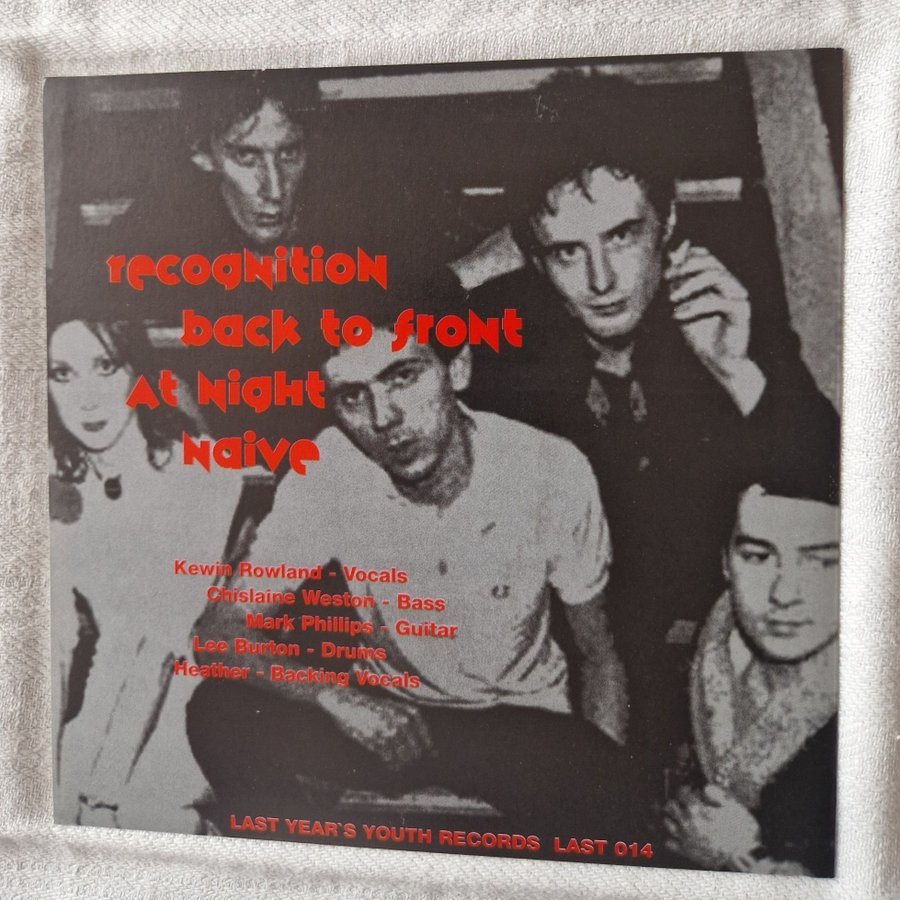 recognition
back to front
At Night
Naive
Kewin Rowland - Vocals
Chislaine Weston - Bass
Mark Phillips - Guitar
Lee Burton - Drums
Heather - Backing Vocals
LAST YEAR`S YOUTH RECORDS LAST 014